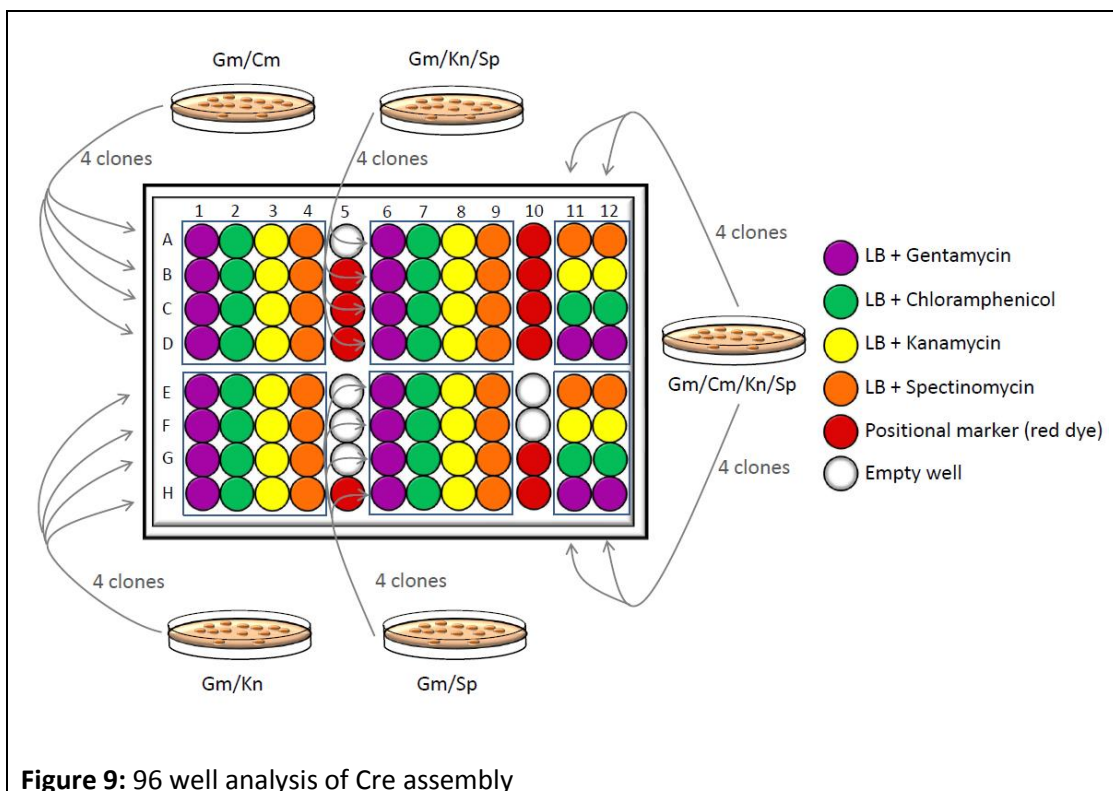 Gm/Cm
Gm/Kn/Sp
4 clones
4 clones
4 clones
1 2 3 4 5 6 7 8 9 10 11 12
A
B
C
D
E
F
G
H
LB + Gentamycin
LB + Chloramphenicol
LB + Kanamycin
LB + Spectinomycin
Positional marker (red dye)
Empty well
Gm/Cm/Kn/Sp
4 clones
4 clones
4 clones
Gm/Kn
Gm/Sp
Figure 9: 96 well analysis of Cre assembly